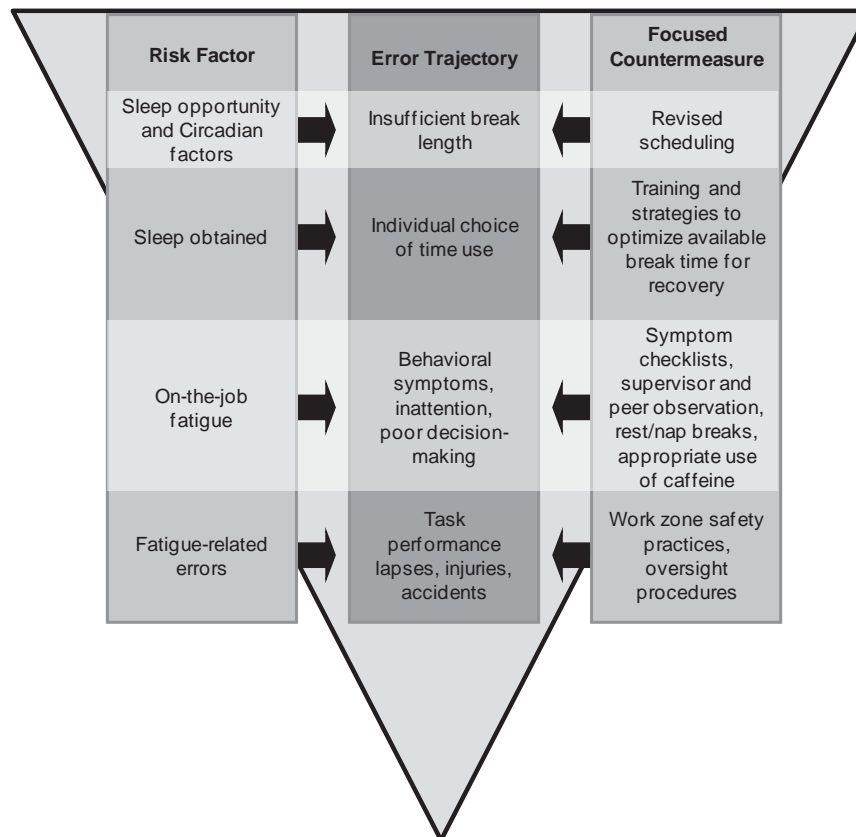 Risk Factor
Error Trajectory
Focused
Countermeasure
Sleep opportunity
and Circadian
factors
Insufficient break
length
Revised
scheduling
Sleep obtained
Individual choice
of time use
Training and
strategies to
optimize available
break time for
recovery
On-the-job
fatigue
Behavioral
symptoms,
inattention,
poor decision-
making
Symptom
checklists,
supervisor and
peer observation,
rest/nap breaks,
appropriate use
of caffeine
Fatigue-related
errors
Task
performance
lapses, injuries,
accidents
Work zone safety
practices,
oversight
procedures